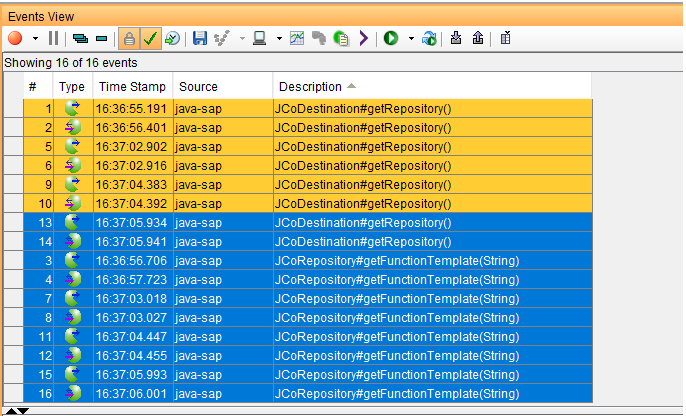 Events View
Showing 16 of 16 events
# Type Time Stamp Source Description
1 16:36:55.191 java-sap JCoDestination#getRepository()
2 16:36:56.401 java-sap JCoDestination#getRepository()
5 16:37:02.902 java-sap JCoDestination#getRepository()
6 16:37:02.916 java-sap JCoDestination#getRepository()
9 16:37:04.383 java-sap JCoDestination#getRepository()
10 16:37:04.392 java-sap JCoDestination#getRepository()
13 16:37:05.934 java-sap JCoDestination#getRepository()
14 16:37:05.941 java-sap JCoDestination#getRepository()
3 16:36:56.706 java-sap JCoRepository#getFunctionTemplate(String)
4 16:36:57.723 java-sap JCoRepository#getFunctionTemplate(String)
7 16:37:03.018 java-sap JCoRepository#getFunctionTemplate(String)
8 16:37:03.027 java-sap JCoRepository#getFunctionTemplate(String)
11 16:37:04.447 java-sap JCoRepository#getFunctionTemplate(String)
12 16:37:04.455 java-sap JCoRepository#getFunctionTemplate(String)
15 16:37:05.993 java-sap JCoRepository#getFunctionTemplate(String)
16 16:37:06.001 java-sap JCoRepository#getFunctionTemplate(String)